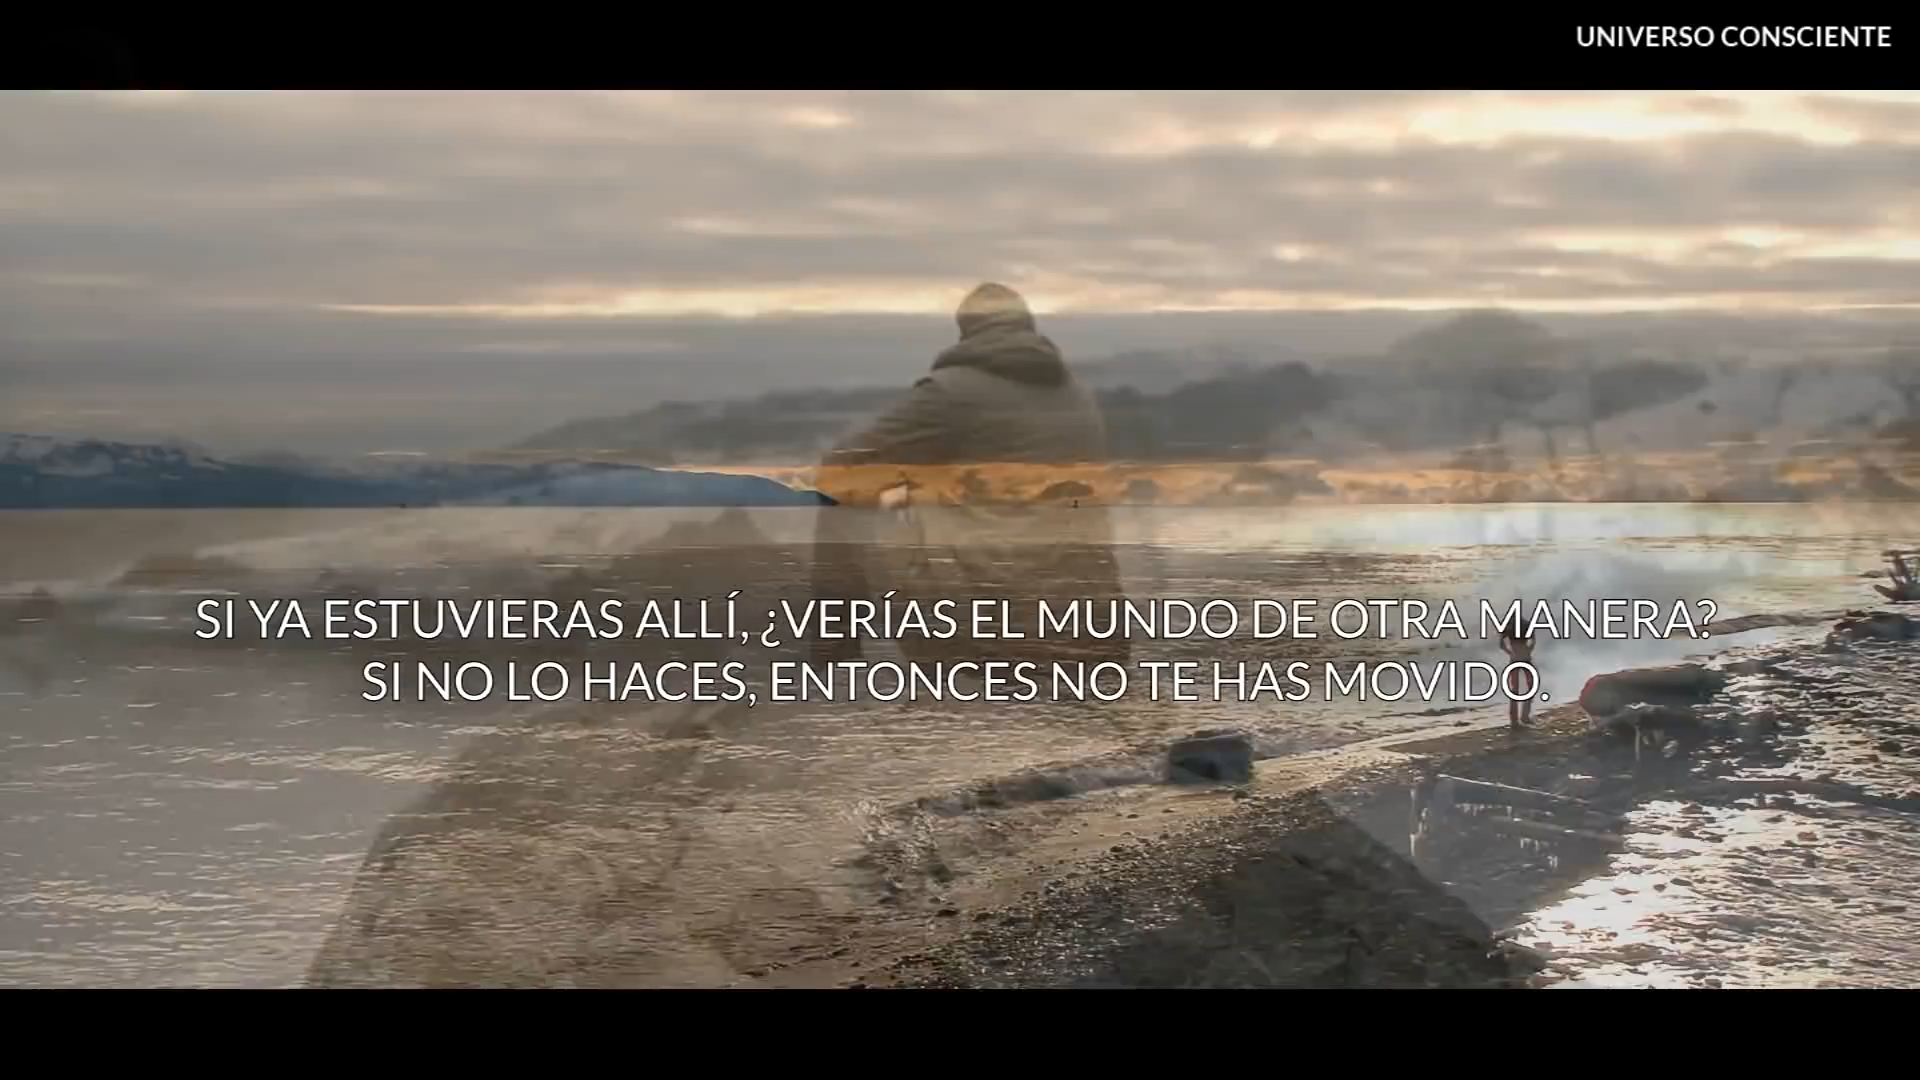 UNIVERSO CONSCIENTE
SI YA ESTUVIERAS ALLÍ, ¿VERÍAS EL MUNDO DE OTRA MANERA?
SI NO LO HACES, ENTONCES NO TE HAS MOVIDO.